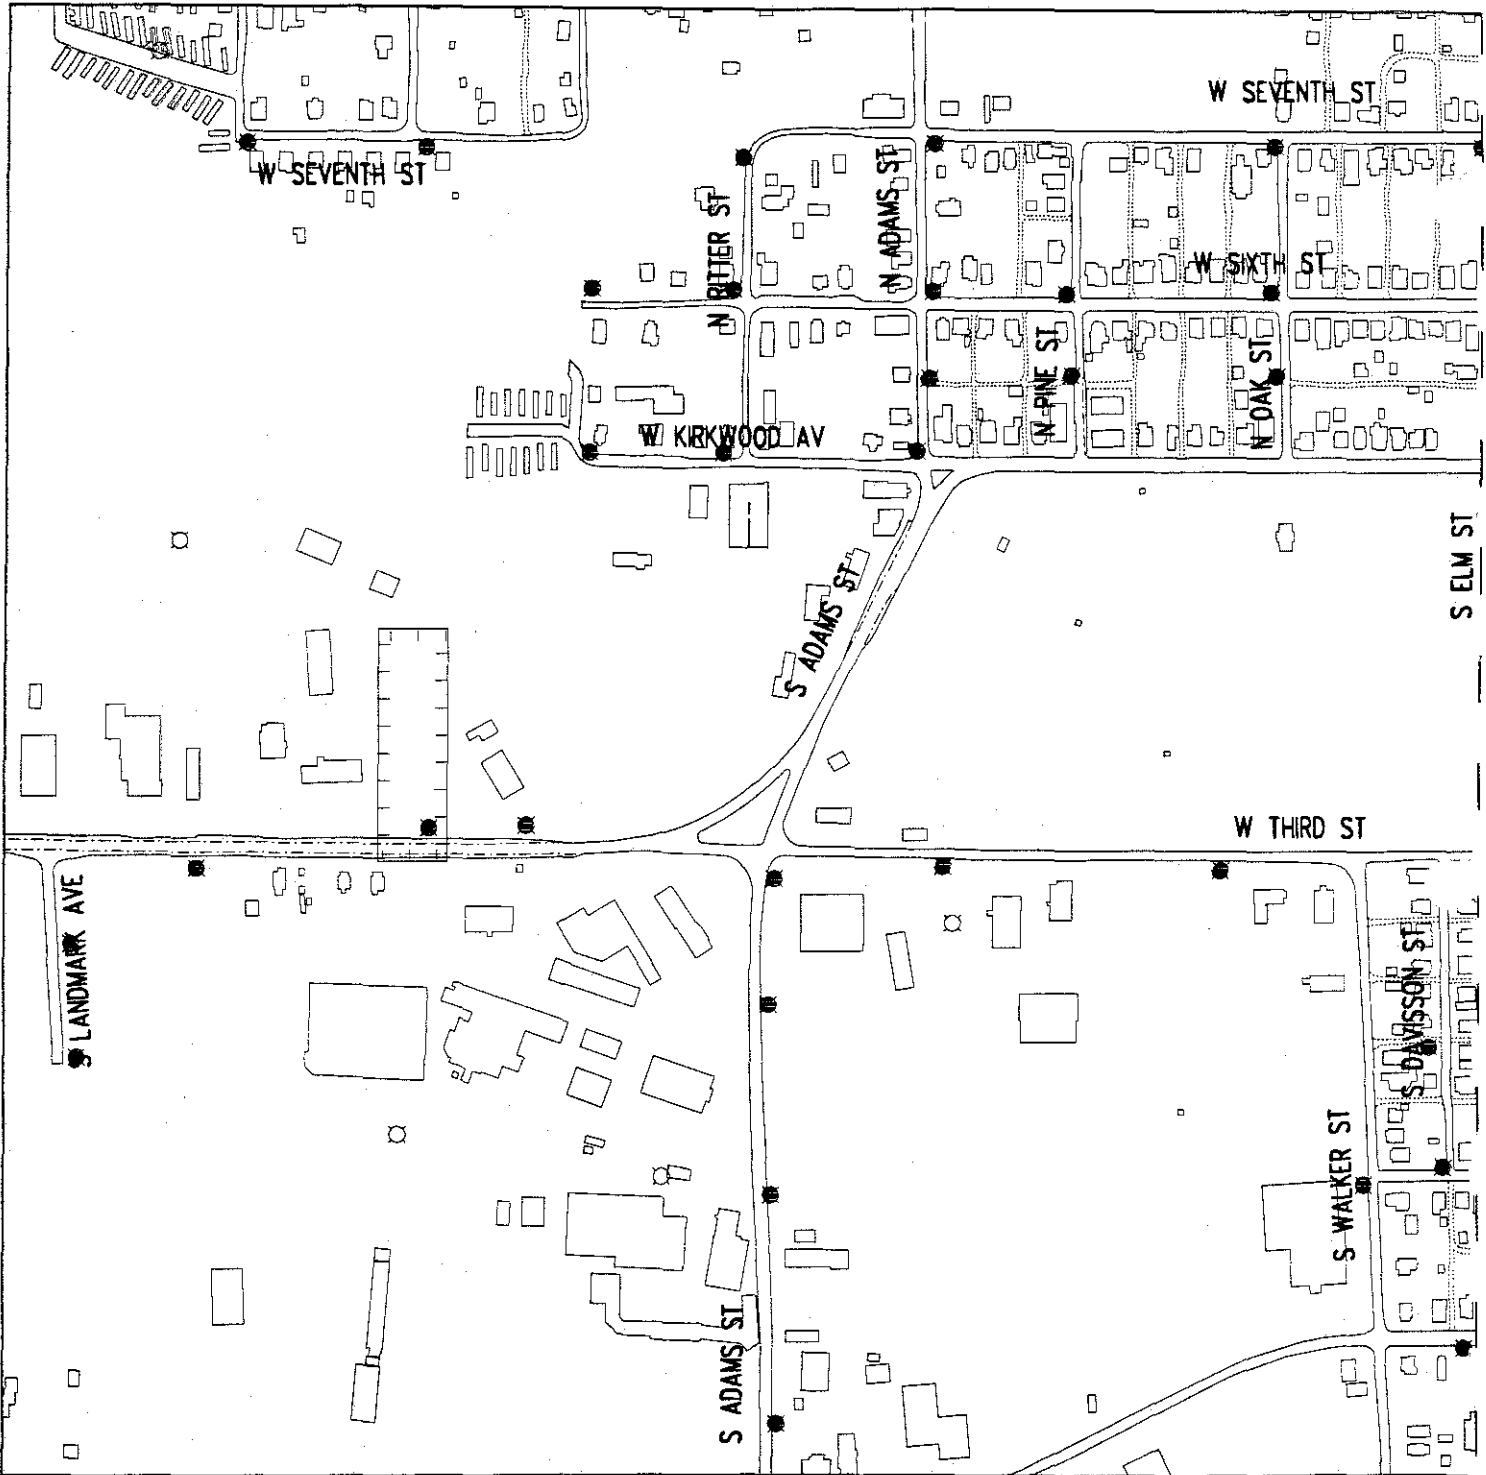 W SEVENTH ST
W SEVENTH ST
N RITTER ST
N ADAMS ST
W SIXTH ST
N PINE ST
N OAK ST
W KIRKWOOD AV
S ELM ST
S ADAMS ST
W THIRD ST
S LANDMARK AVE
S DAVISSON ST
S WALKER ST
S ADAMS ST